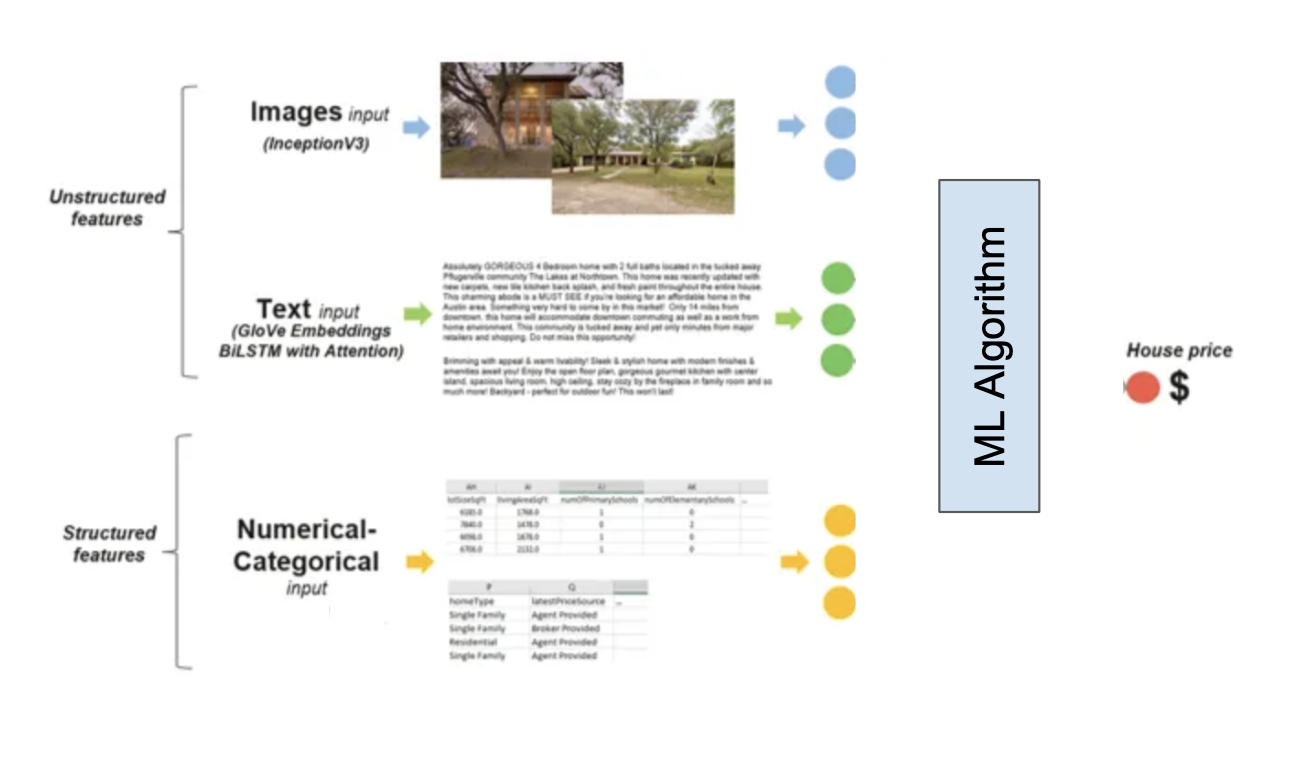 Images input
(InceptionV3)
Unstructured
features
Text input
(GloVe Embeddings
BiLSTM with Attention)
Absolutely GORGEOUS 4 Bedroom home with 2 full baths located in the tucked away
Pflugerville community The Lakes at Northtown. This home was recently updated with
new carpets, new tile kitchen back splash, and fresh paint throughout the entire house.
This charming abode is a MUST SEE if you're looking for an affordable home in the
Austin area. Something very hard to some by in this market! Only 14 miles from
downtown, this home will accommodate downtown commuting as well as a work from
home environment. This community is tucked away and yet only minutes from major
retailers and shopping. Do not miss this opportunity!
Brimming with appeal & warm livability! Sleek & stylish home with modern finishes &
amenities await you! Enjoy the open floor plan, gorgeous gourmet kitchen with center
island, spacious living room, high ceiling, stay cozy by the fireplace in family room and so
much more! Backyard - perfect for outdoor fun! This won't last!
Structured
features
Numerical-
Categorical
input
AH AI AJ AK
lotSizeSqFt livingAreaSqFt numOfPrimarySchools numOfElementarySchools ...
6185.0 1768.0 1 0
7840.0 1478.0 0 2
6098.0 1678.0 1 0
6708.0 2132.0 1 0
P Q
homeType latestPriceSource ...
Single Family Agent Provided
Single Family Broker Provided
Residential Agent Provided
Single Family Agent Provided
ML Algorithm
House price
$